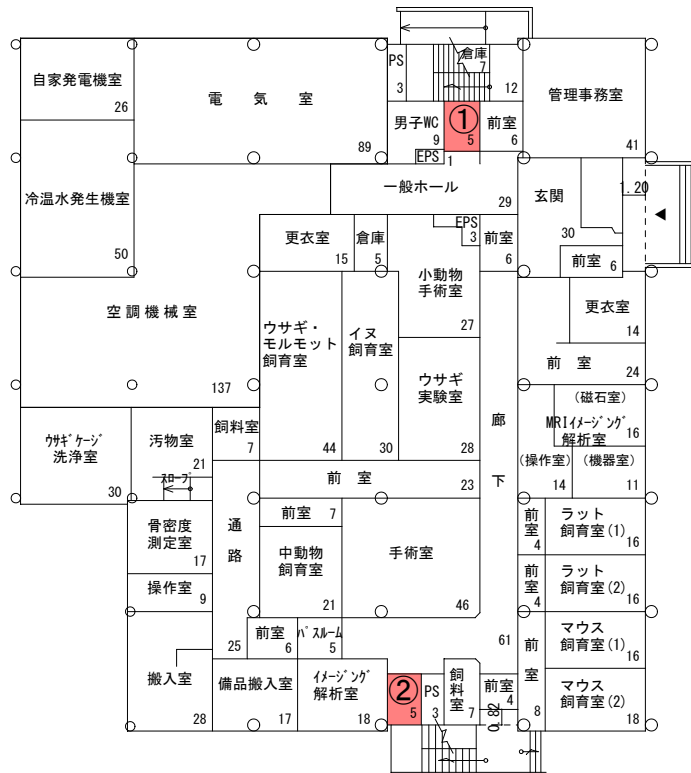 PS
3
倉庫
7
12
自家発電機室
26
電気室
89
男子WC
9
①
5
前室
6
管理事務室
41
EPS
1
冷温水発生機室
50
一般ホール
29
玄関
30
1.20
前室
6
更衣室
15
倉庫
5
EPS
3
前室
6
小動物
手術室
27
空調機械室
137
ウサギ・
モルモット
飼育室
44
イヌ
飼育室
30
更衣室
14
前室
24
ウサギ
実験室
28
廊下
(磁石室)
MRIイメージング
解析室
16
ウサギケージ
洗浄室
30
汚物室
21
スロープ
飼料室
7
前室
23
(操作室)
14
(機器室)
11
骨密度
測定室
17
通路
25
前室
7
中動物
飼育室
21
手術室
46
前室
4
ラット
飼育室(1)
16
操作室
9
前室
4
ラット
飼育室(2)
16
前室
6
パスルーム
5
61
前室
8
マウス
飼育室(1)
16
搬入室
28
備品搬入室
17
イメージング
解析室
18
②
5
PS
3
飼料室
7
前室
4
0.82
マウス
飼育室(2)
18